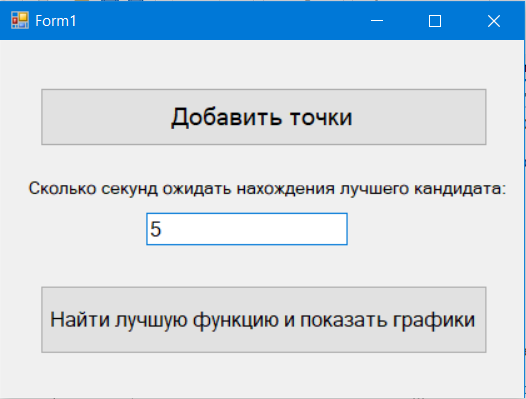 Form1
Добавить точки
Сколько секунд ожидать нахождения лучшего кандидата:
5
Найти лучшую функцию и показать графики